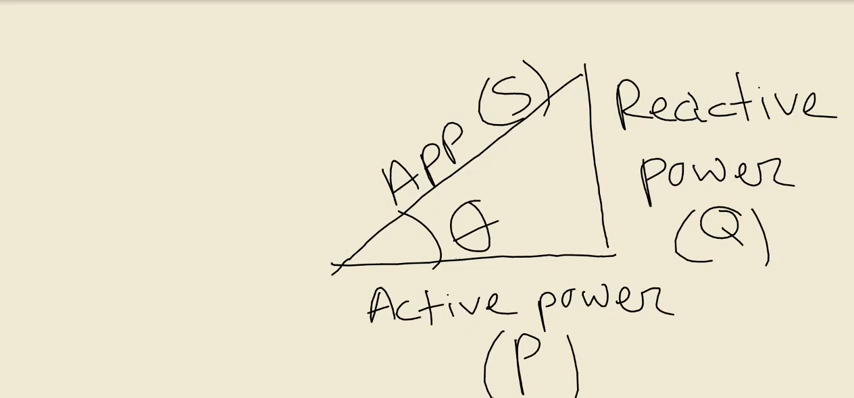 APP (S)
Reactive
power
(Q)
θ
Active power
(P)